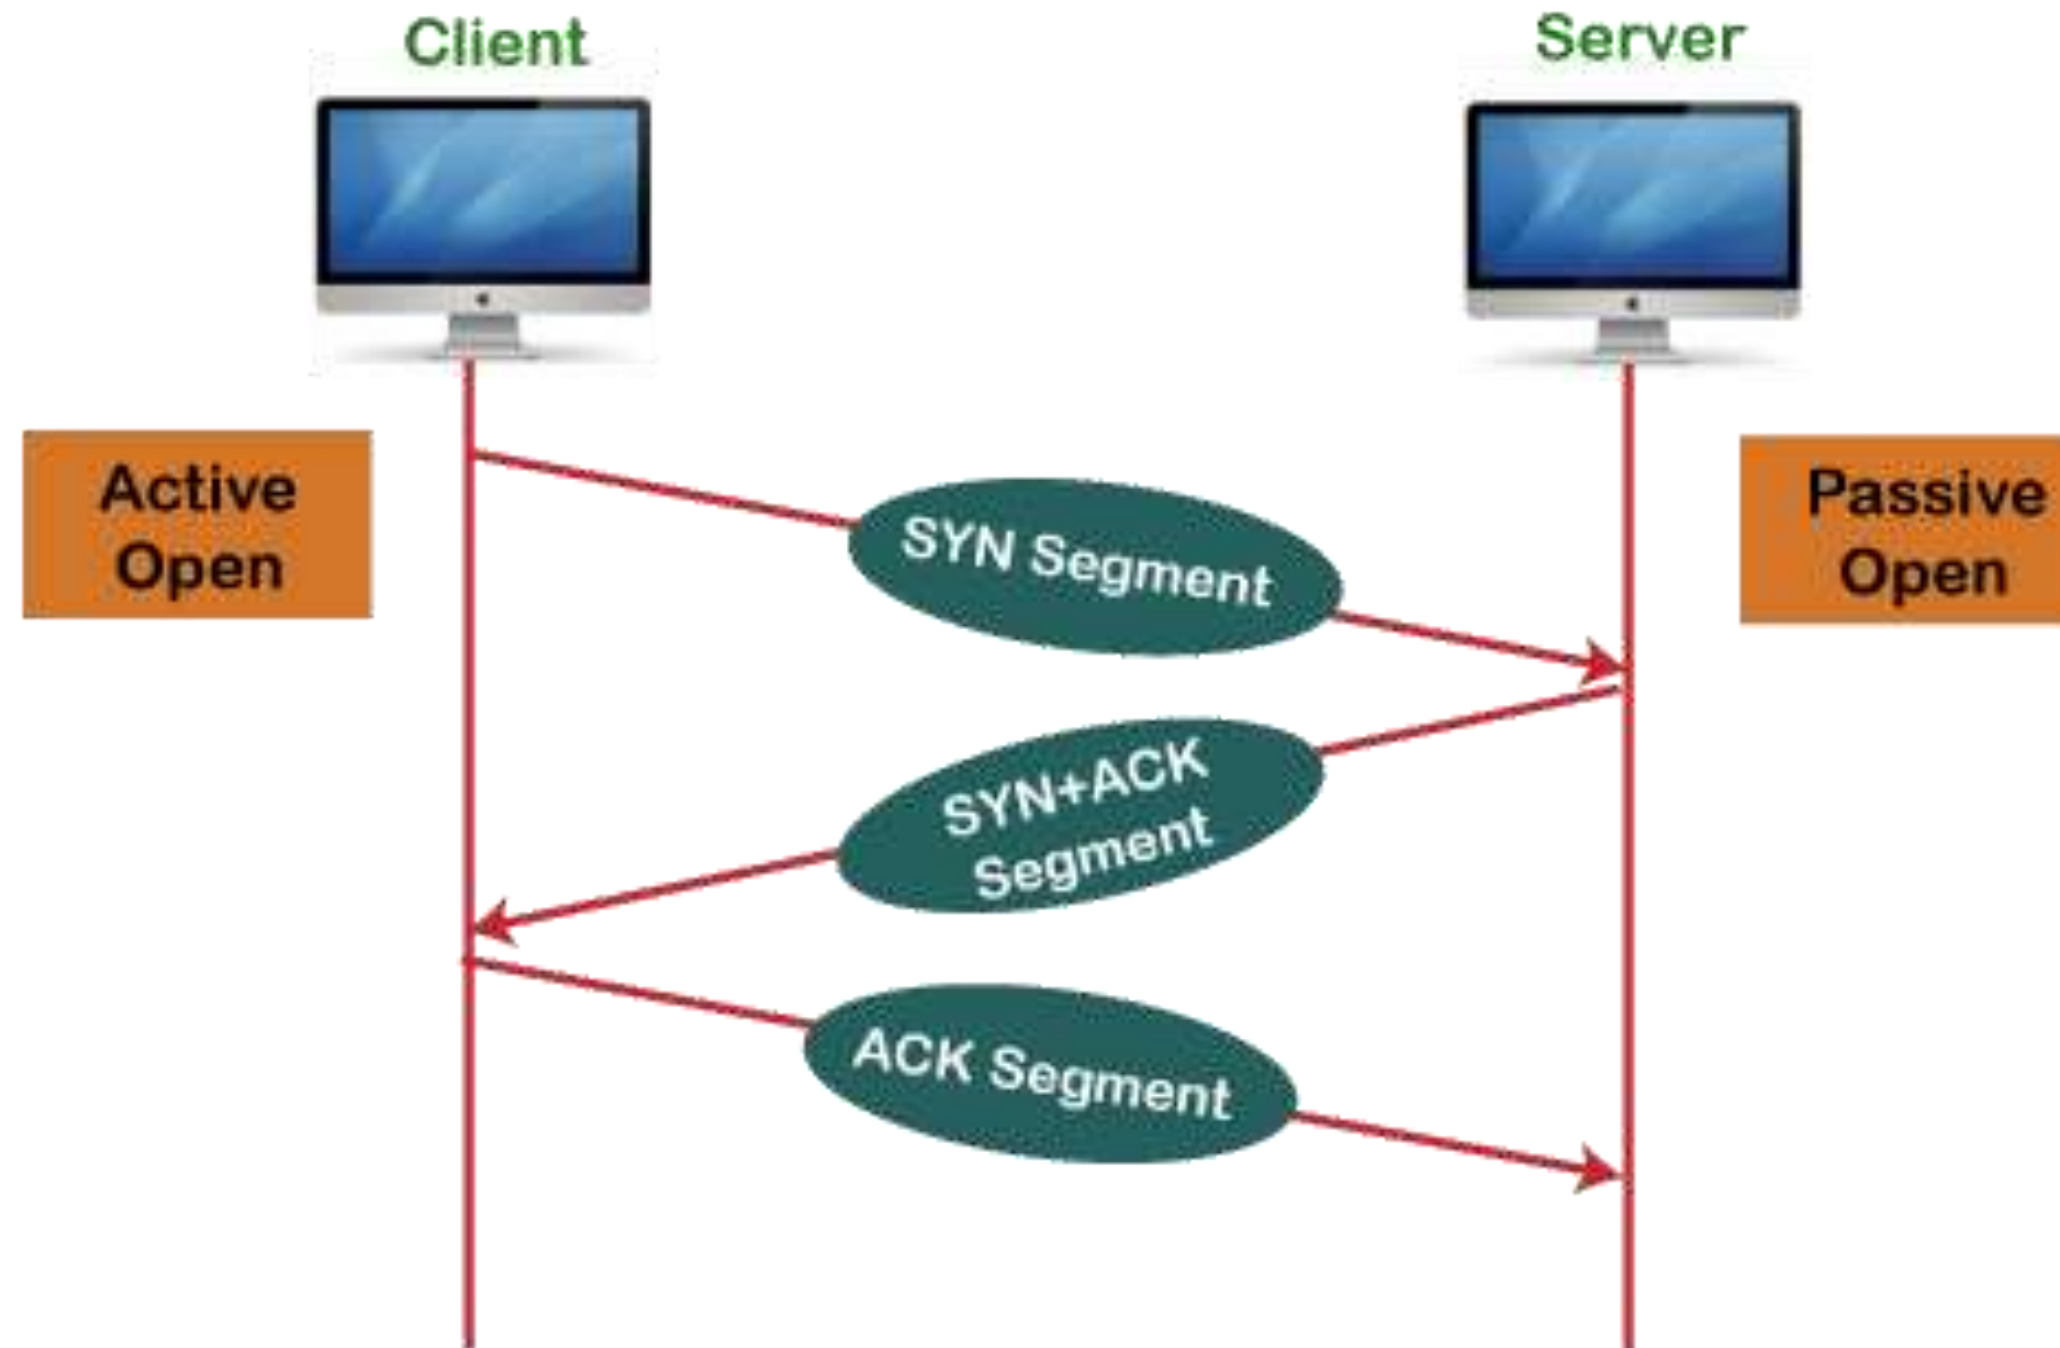 Client
Server
Active
Open
Passive
Open
SYN Segment
SYN+ACK
Segment
ACK Segment